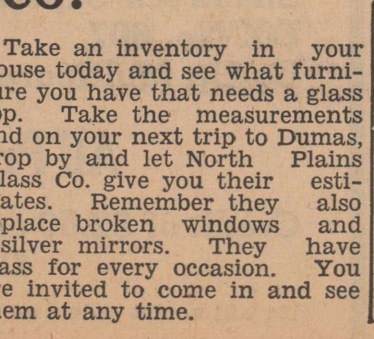 Co.
Take an inventory in your
ouse today and see what furni-
ure you have that needs a glass
op. Take the measurements
nd on your next trip to Dumas,
rop by and let North Plains
lass Co. give you their esti-
ates. Remember they also
place broken windows and
silver mirrors. They have
ass for every occasion. You
re invited to come in and see
em at any time.